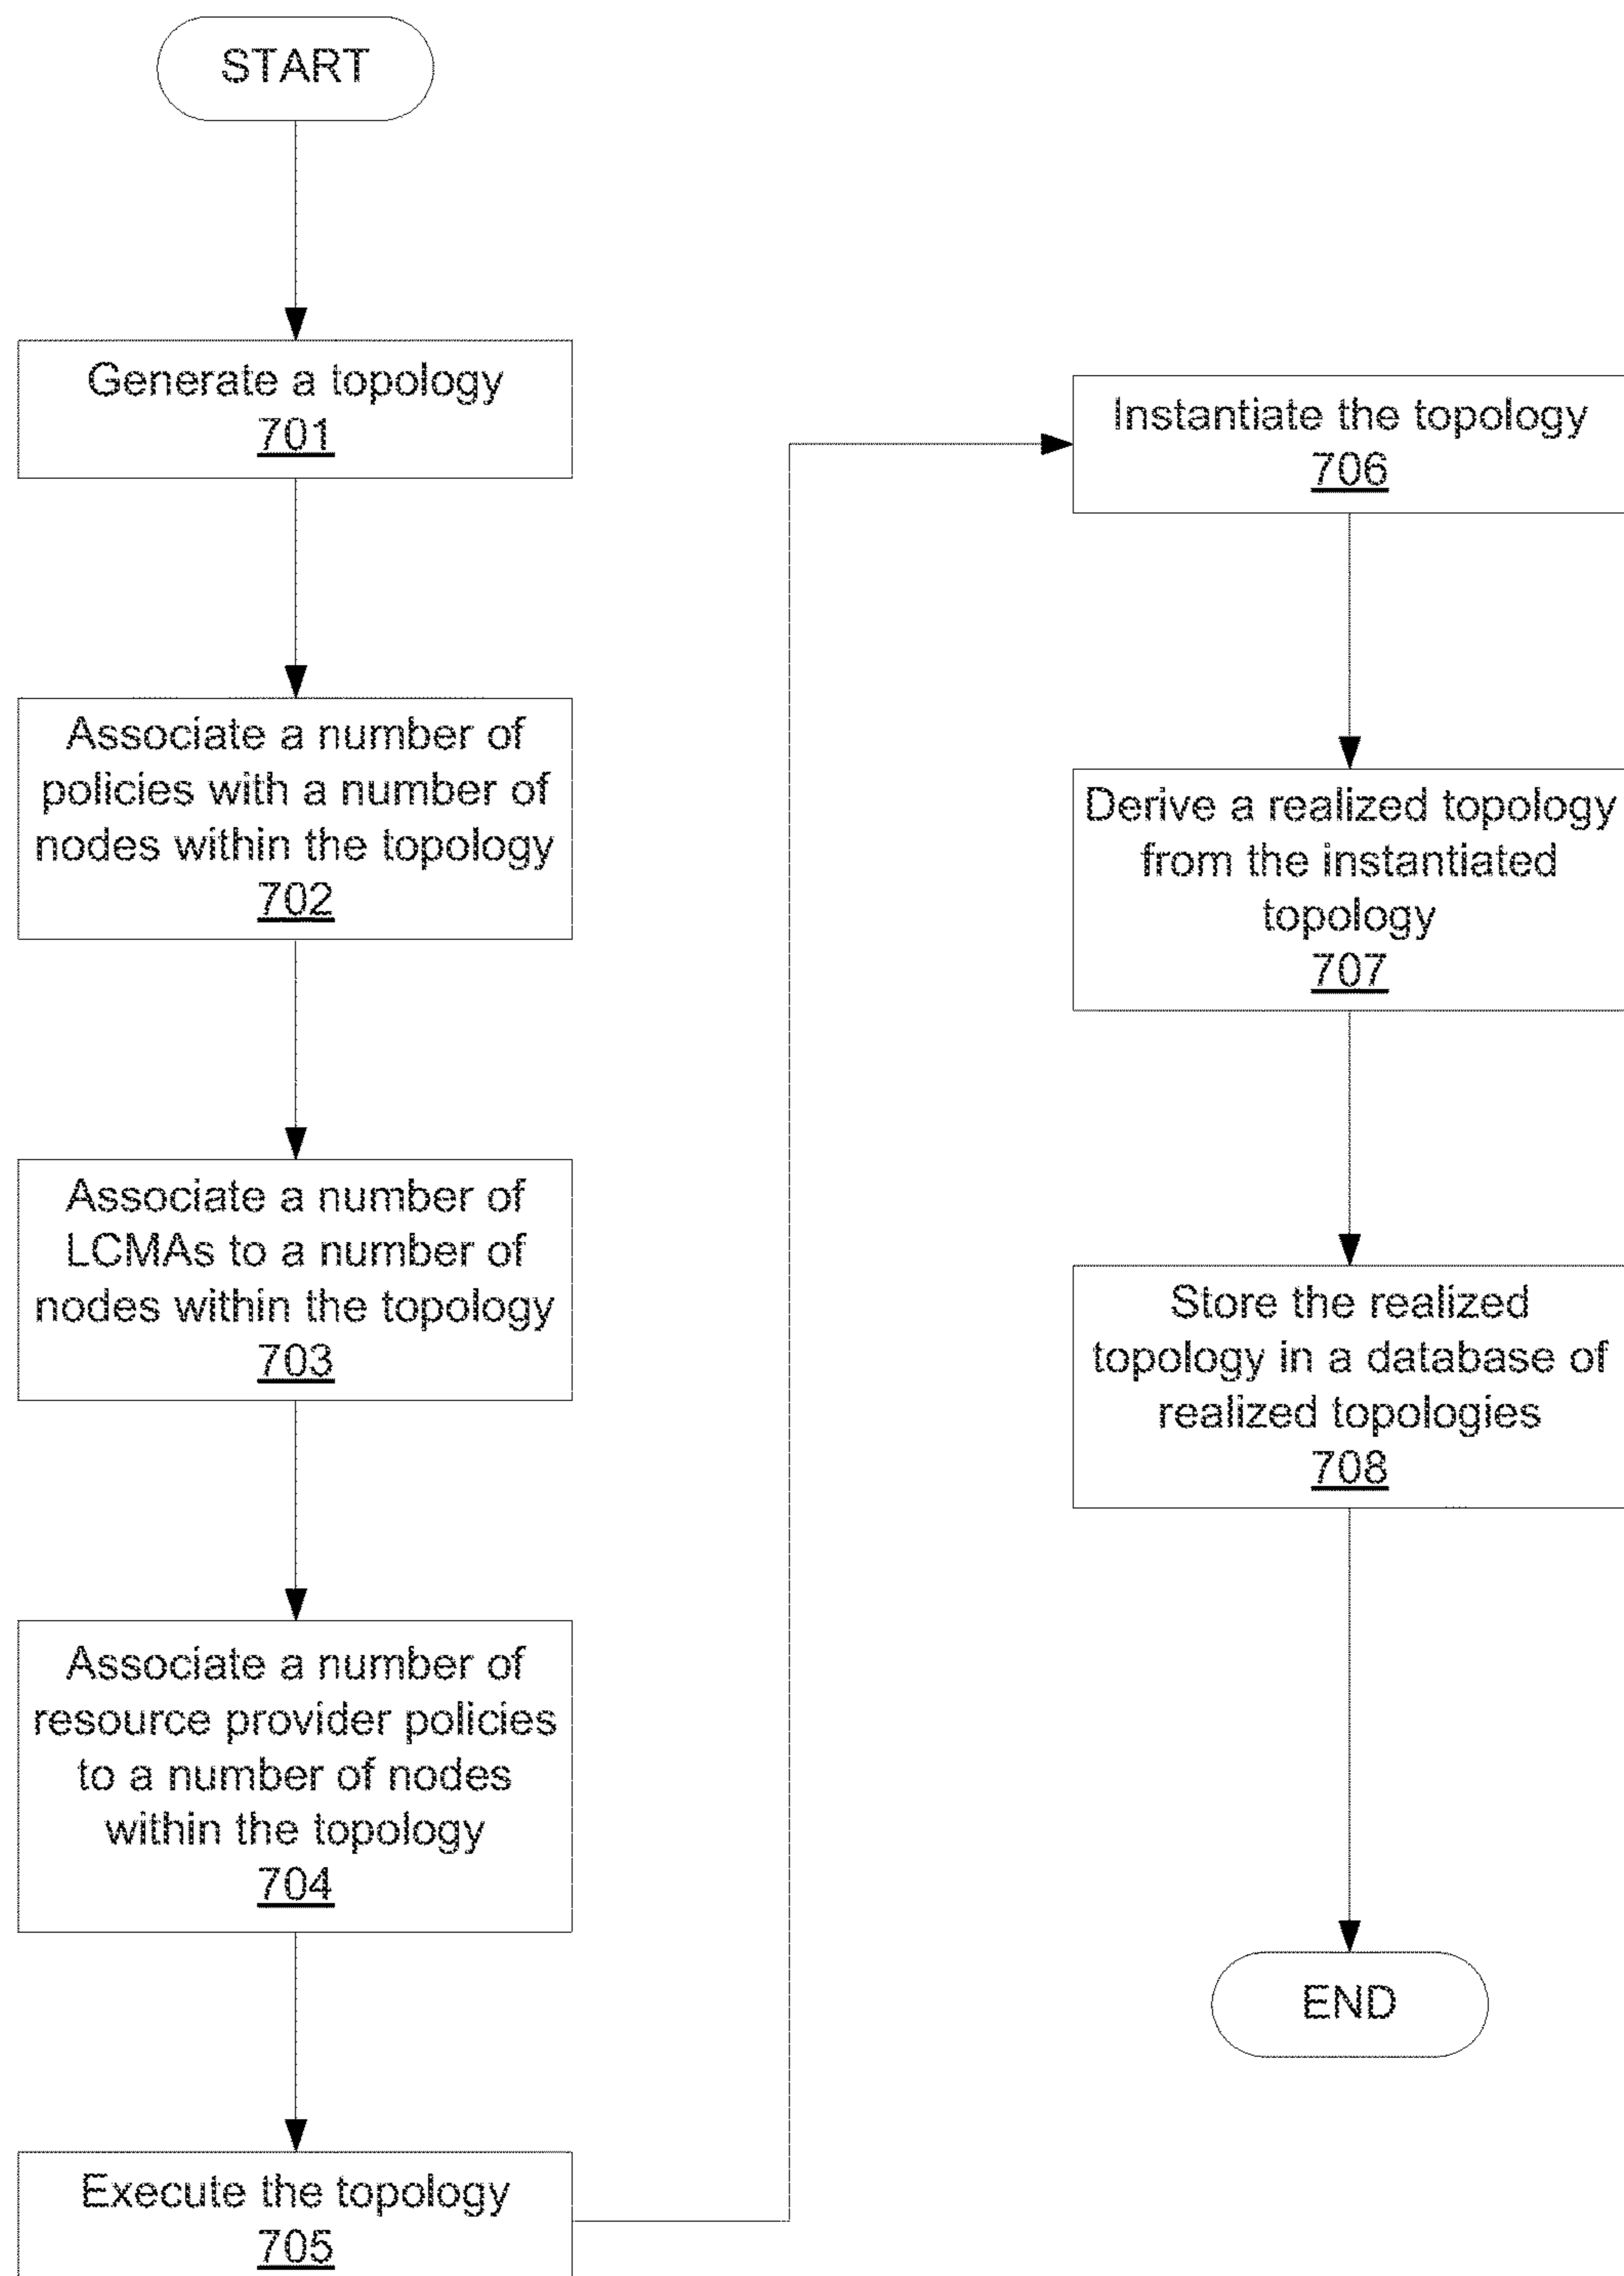 START
Generate a topology
701
Associate a number of
policies with a number of
nodes within the topology
702
Associate a number of
LCMAs to a number of
nodes within the topology
703
Associate a number of
resource provider policies
to a number of nodes
within the topology
704
Execute the topology
705
Instantiate the topology
706
Derive a realized topology
from the instantiated
topology
707
Store the realized
topology in a database of
realized topologies
708
END